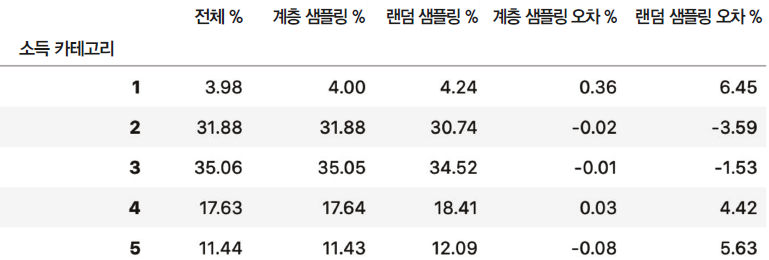 전체 % 계층 샘플링 % 랜덤 샘플링 % 계층 샘플링 오차 % 랜덤 샘플링 오차 %
소득 카테고리
1 3.98 4.00 4.24 0.36 6.45
2 31.88 31.88 30.74 -0.02 -3.59
3 35.06 35.05 34.52 -0.01 -1.53
4 17.63 17.64 18.41 0.03 4.42
5 11.44 11.43 12.09 -0.08 5.63